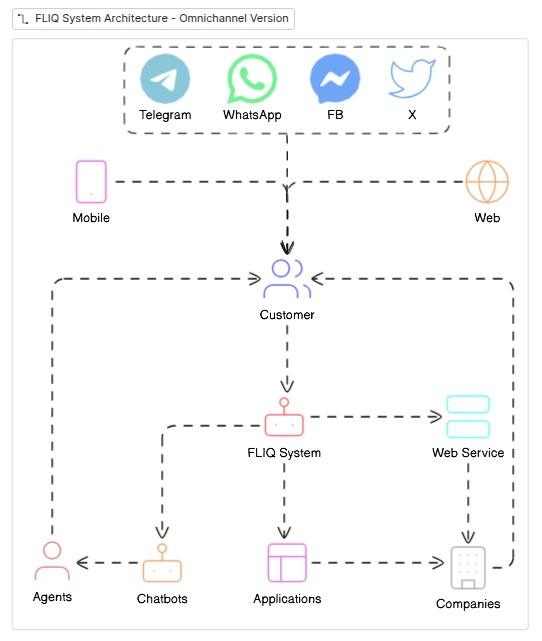 FLIQ System Architecture - Omnichannel Version
Telegram WhatsApp FB X
Mobile Web
Customer
FLIQ System Web Service
Agents Chatbots Applications Companies